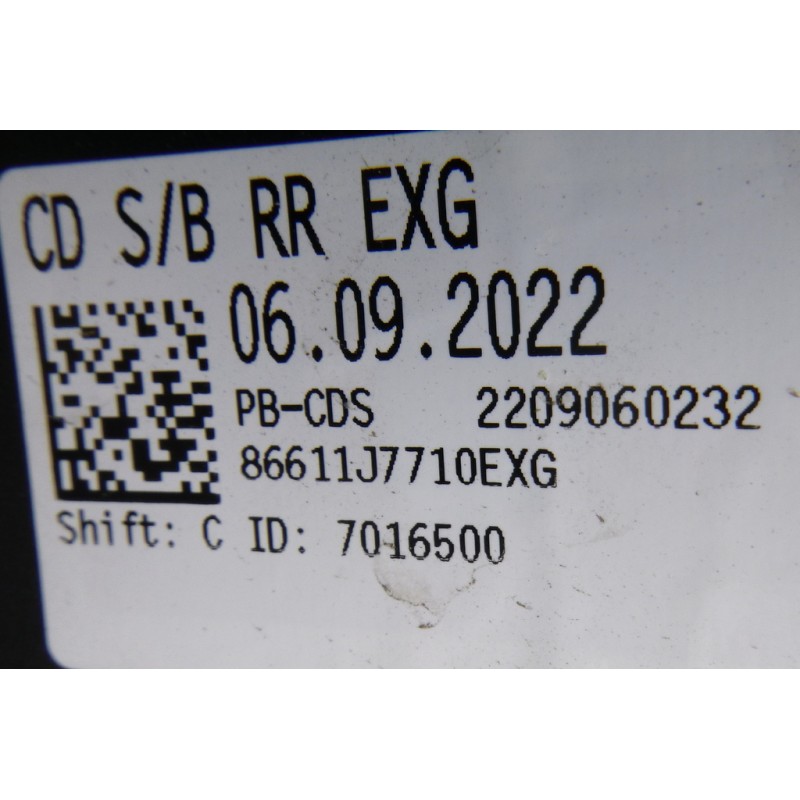 CD S/B RR EXG
06.09.2022
PB-CDS 2209060232
86611J7710EXG
Shift: C ID: 7016500